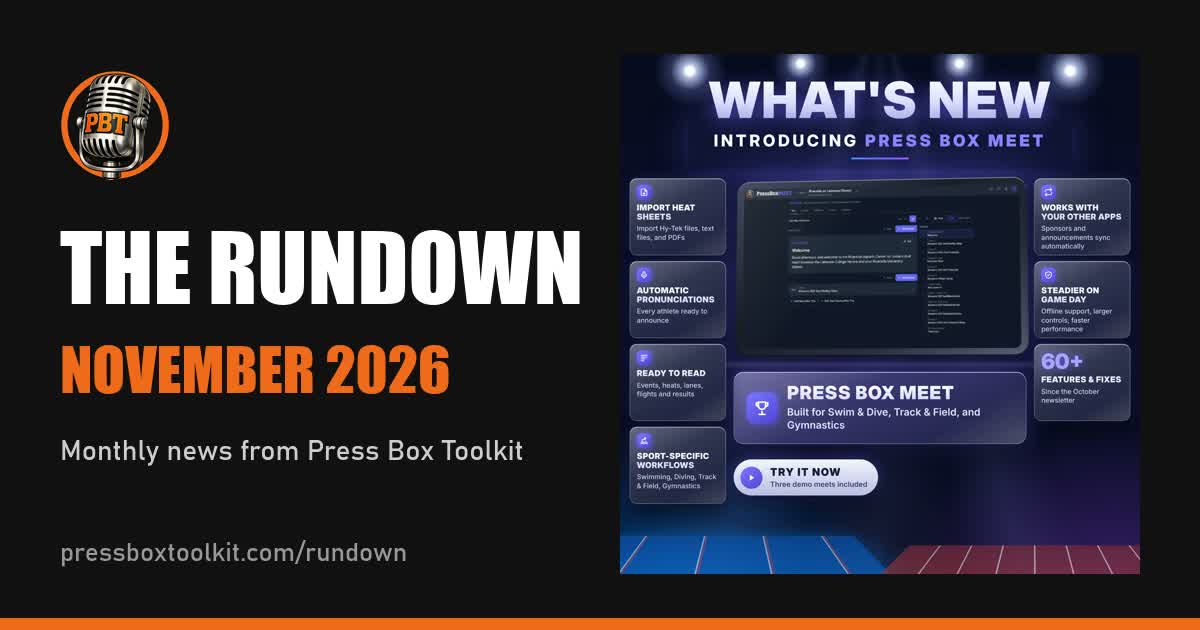 PBT
THE RUNDOWN
NOVEMBER 2026
Monthly news from Press Box Toolkit
pressboxtoolkit.com/rundown
WHAT'S NEW
INTRODUCING PRESS BOX MEET
IMPORT HEAT
SHEETS
Import Hy-Tek files, text
files, and PDFs
AUTOMATIC
PRONUNCIATIONS
Every athlete ready to
announce
READY TO READ
Events, heats, lanes,
flights and results
SPORT-SPECIFIC
WORKFLOWS
Swimming, Diving, Track
& Field, Gymnastics
PressBoxMEET
Welcome
PRESS BOX MEET
Built for Swim & Dive, Track & Field, and
Gymnastics
TRY IT NOW
Three demo meets included
WORKS WITH
YOUR OTHER APPS
Sponsors and
announcements sync
automatically
STEADIER ON
GAME DAY
Offline support, larger
controls, faster
performance
60+
FEATURES & FIXES
Since the October
newsletter